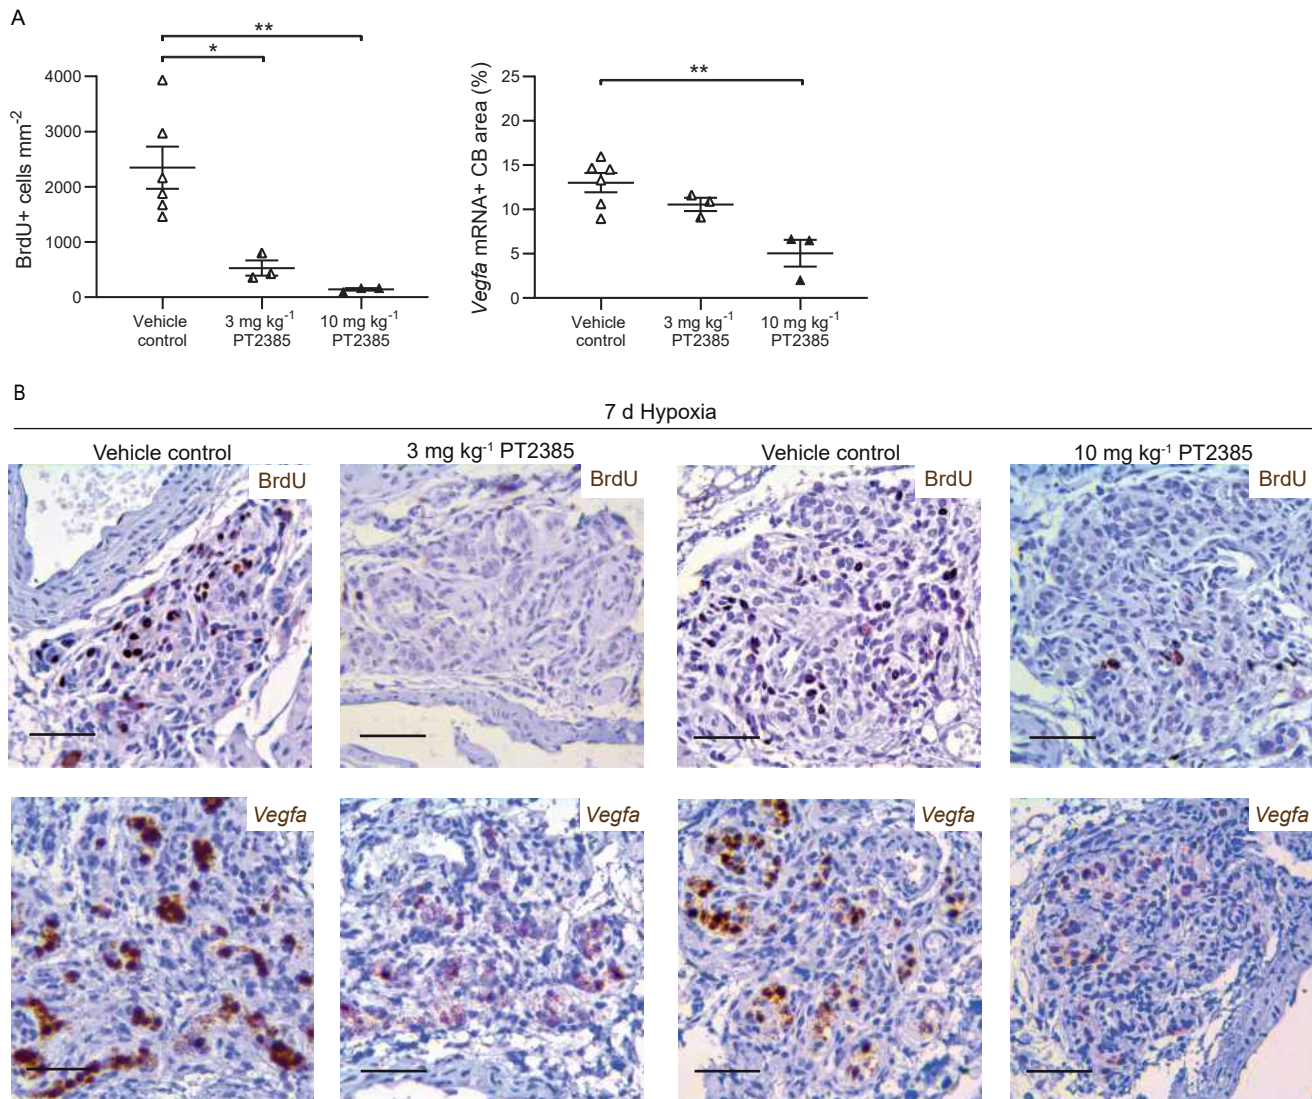 A
BrdU+ cells mm-2
4000
3000
2000
1000
0
*
**
Vehicle control
3 mg kg-1 PT2385
10 mg kg-1 PT2385
Vegfa mRNA+ CB area (%)
25
20
15
10
5
0
**
Vehicle control
3 mg kg-1 PT2385
10 mg kg-1 PT2385
B
7 d Hypoxia
Vehicle control
3 mg kg-1 PT2385
Vehicle control
10 mg kg-1 PT2385
BrdU
BrdU
BrdU
BrdU
Vegfa
Vegfa
Vegfa
Vegfa